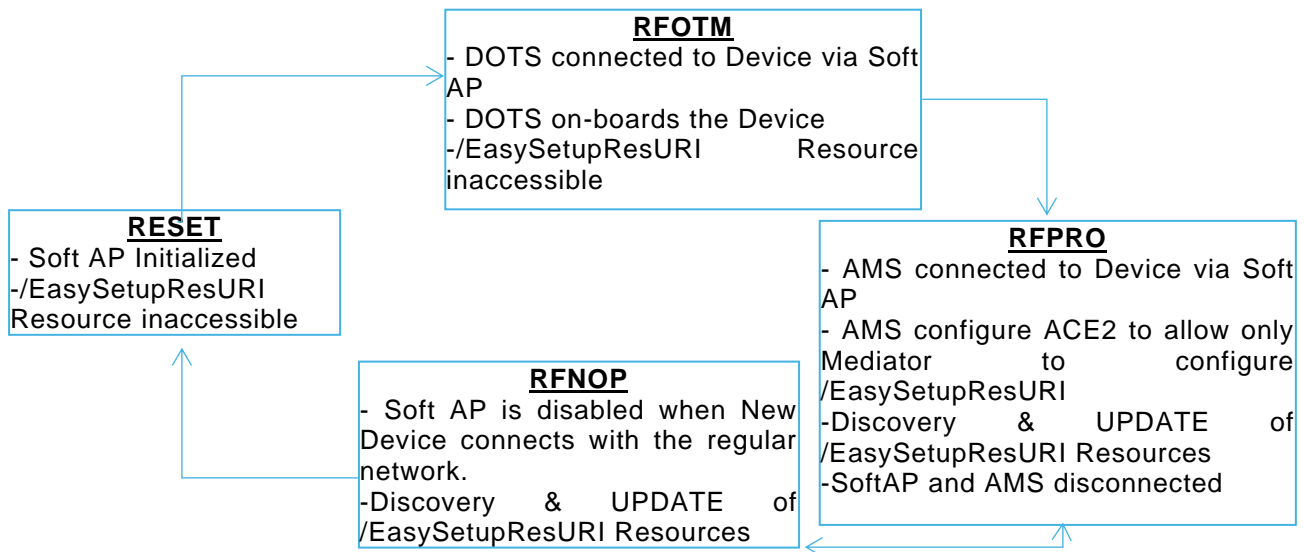 RFOTM
- DOTS connected to Device via Soft
AP
- DOTS on-boards the Device
-/EasySetupResURI Resource
inaccessible
RESET
- Soft AP Initialized
-/EasySetupResURI
Resource inaccessible
RFPRO
- AMS connected to Device via Soft
AP
- AMS configure ACE2 to allow only
Mediator to configure
/EasySetupResURI
-Discovery & UPDATE of
/EasySetupResURI Resources
-SoftAP and AMS disconnected
RFNOP
- Soft AP is disabled when New
Device connects with the regular
network.
-Discovery & UPDATE of
/EasySetupResURI Resources